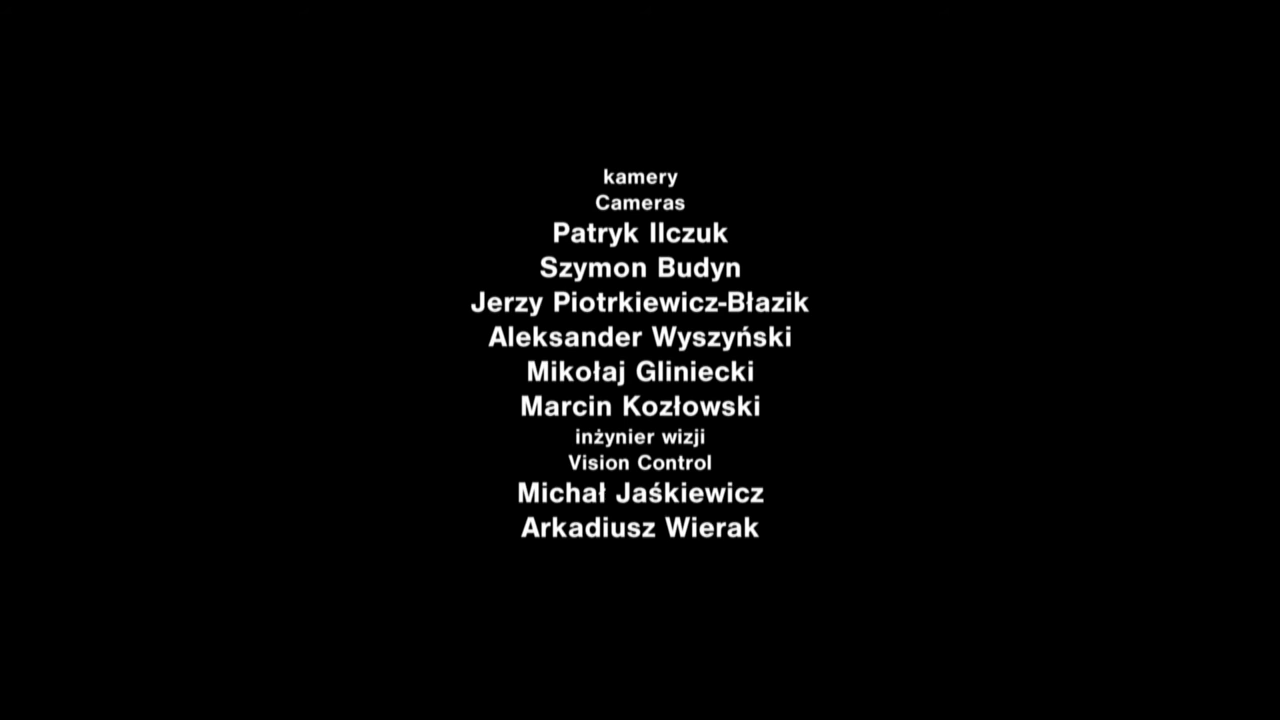 kamery
Cameras
Patryk Ilczuk
Szymon Budyn
Jerzy Piotrkiewicz-Błazik
Aleksander Wyszyński
Mikołaj Gliniecki
Marcin Kozłowski
inżynier wizji
Vision Control
Michał Jaśkiewicz
Arkadiusz Wierak